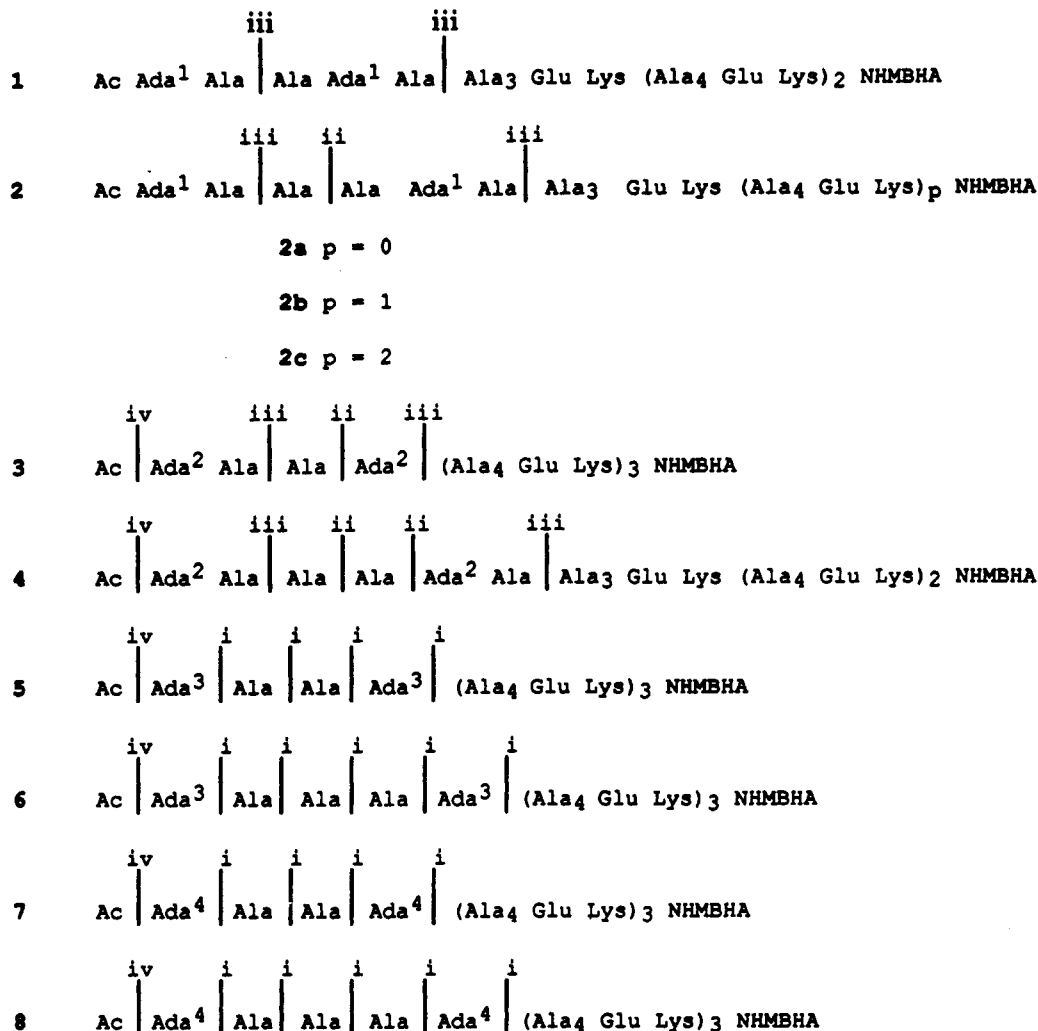 iii iii
1 Ac Ada1 Ala | Ala Ada1 Ala | Ala3 Glu Lys (Ala4 Glu Lys)2 NHMBHA
iii ii iii
2 Ac Ada1 Ala | Ala | Ala Ada1 Ala | Ala3 Glu Lys (Ala4 Glu Lys)p NHMBHA
2a p = 0
2b p = 1
2c p = 2
iv iii ii iii
3 Ac | Ada2 Ala | Ala | Ada2 | (Ala4 Glu Lys)3 NHMBHA
iv iii ii ii iii
4 Ac | Ada2 Ala | Ala | Ala | Ada2 Ala | Ala3 Glu Lys (Ala4 Glu Lys)2 NHMBHA
iv i i i i
5 Ac | Ada3 | Ala | Ala | Ada3 | (Ala4 Glu Lys)3 NHMBHA
iv i i i i i
6 Ac | Ada3 | Ala | Ala | Ala | Ada3 | (Ala4 Glu Lys)3 NHMBHA
iv i i i i
7 Ac | Ada4 | Ala | Ala | Ada4 | (Ala4 Glu Lys)3 NHMBHA
iv i i i i i
8 Ac | Ada4 | Ala | Ala | Ala | Ada4 | (Ala4 Glu Lys)3 NHMBHA